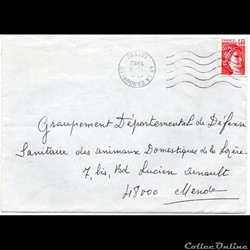 FRANCE
Groupement Départemental de Défense
Sanitaire des animaux Domestiques de la Lozère
7, bis, Bd Lucien Arnault
48000 Mende
CollecOnline